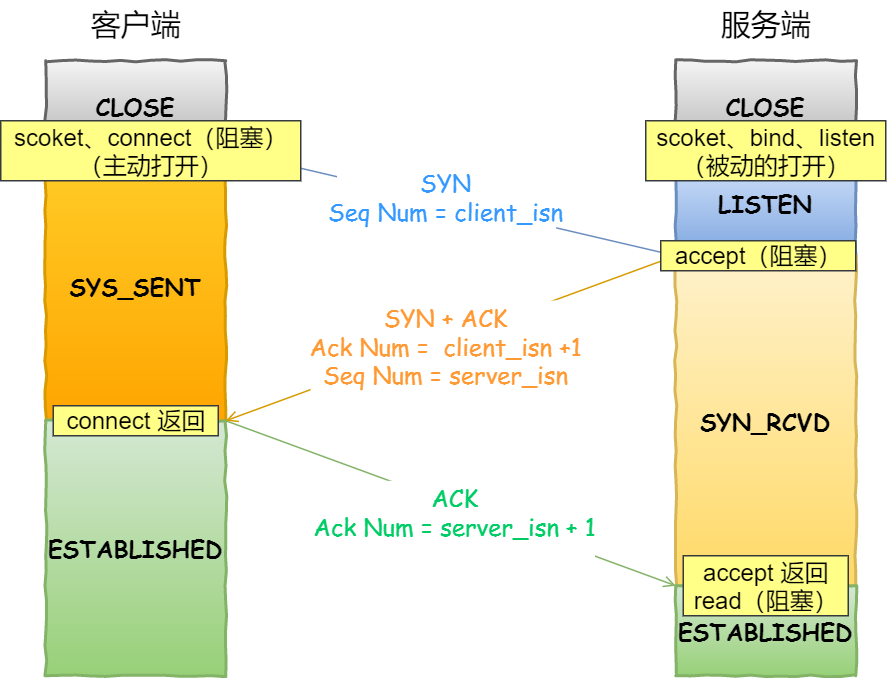 客户端
服务端
CLOSE
CLOSE
scoket、connect（阻塞）
（主动打开）
scoket、bind、listen
（被动的打开）
SYN
Seq Num = client_isn
LISTEN
accept（阻塞）
SYS_SENT
SYN + ACK
Ack Num = client_isn +1
Seq Num = server_isn
connect 返回
SYN_RCVD
ACK
Ack Num = server_isn + 1
ESTABLISHED
accept 返回
read（阻塞）
ESTABLISHED